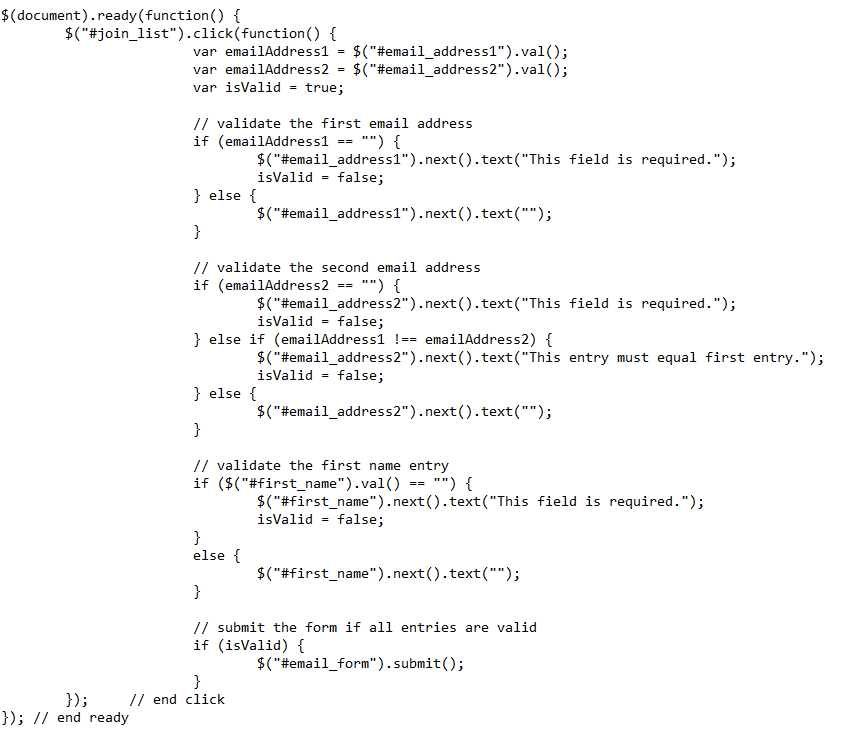 $(document).ready(function() {
        $("#join_list").click(function() {
                        var emailAddress1 = $("#email_address1").val();
                        var emailAddress2 = $("#email_address2").val();
                        var isValid = true;

                        // validate the first email address
                        if (emailAddress1 == "") {
                                $("#email_address1").next().text("This field is required.");
                                isValid = false;
                        } else {
                                $("#email_address1").next().text("");
                        }

                        // validate the second email address
                        if (emailAddress2 == "") {
                                $("#email_address2").next().text("This field is required.");
                                isValid = false;
                        } else if (emailAddress1 !== emailAddress2) {
                                $("#email_address2").next().text("This entry must equal first entry.");
                                isValid = false;
                        } else {
                                $("#email_address2").next().text("");
                        }

                        // validate the first name entry
                        if ($("#first_name").val() == "") {
                                $("#first_name").next().text("This field is required.");
                                isValid = false;
                        }
                        else {
                                $("#first_name").next().text("");
                        }

                        // submit the form if all entries are valid
                        if (isValid) {
                                $("#email_form").submit();
                        }
        });     // end click
}); // end ready